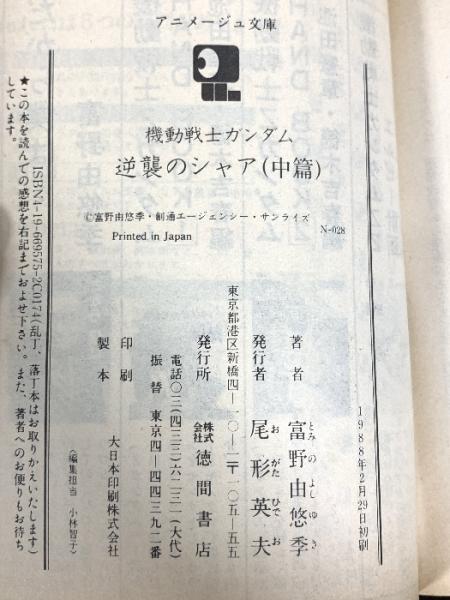 アニメージュ文庫
機動戦士ガンダム
逆襲のシャア(中篇)
©富野由悠季・創通エージェンシー・サンライズ
Printed in Japan
N-028
1988年2月29日初刷
著者 富野由悠季
とみのよしゆき
発行者 尾形英夫
おがたひでお
東京都港区新橋四—一〇—一〒一〇五—五五
発行所 株式会社 徳間書店
電話〇三(四三三)六二三一(大代)
振替 東京四—四四三九二番
印刷
製本
大日本印刷株式会社
〈編集担当 小林智子〉
ISBN4-19-669575-2C0174(乱丁、落丁本はお取りかえいたします)
★この本を読んでの感想を右記までおよせ下さい。また、著者へのお便りもお待ち
しています。